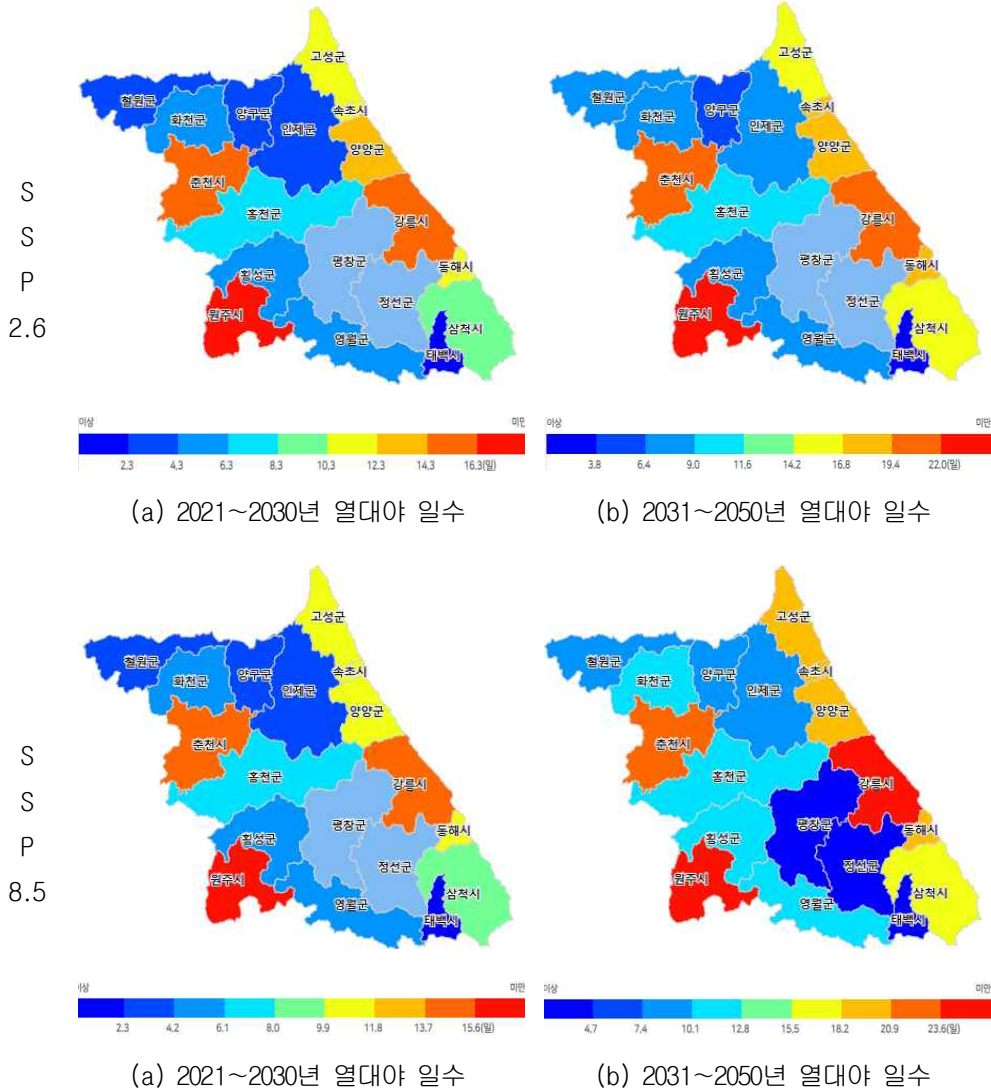 고성군
철원군
화천군
양구군
인제군
속초시
양양군
춘천시
홍천군
강릉시
평창군
동해시
횡성군
정선군
원주시
삼척시
영월군
태백시
이상
미만
2.3 4.3 6.3 8.3 10.3 12.3 14.3 16.3(일)
(a) 2021~2030년 열대야 일수
고성군
철원군
화천군
양구군
인제군
속초시
양양군
춘천시
홍천군
강릉시
평창군
동해시
횡성군
정선군
원주시
삼척시
영월군
태백시
이상
미만
3.8 6.4 9.0 11.6 14.2 16.8 19.4 22.0(일)
(b) 2031~2050년 열대야 일수
S
S
P
2.6
고성군
철원군
화천군
양구군
인제군
속초시
양양군
춘천시
홍천군
강릉시
평창군
동해시
횡성군
정선군
원주시
삼척시
영월군
태백시
이상
미만
2.3 4.2 6.1 8.0 9.9 11.8 13.7 15.6(일)
(a) 2021~2030년 열대야 일수
고성군
철원군
화천군
양구군
인제군
속초시
양양군
춘천시
홍천군
강릉시
평창군
동해시
횡성군
정선군
원주시
삼척시
영월군
태백시
이상
미만
4.7 7.4 10.1 12.8 15.5 18.2 20.9 23.6(일)
(b) 2031~2050년 열대야 일수
S
S
P
8.5